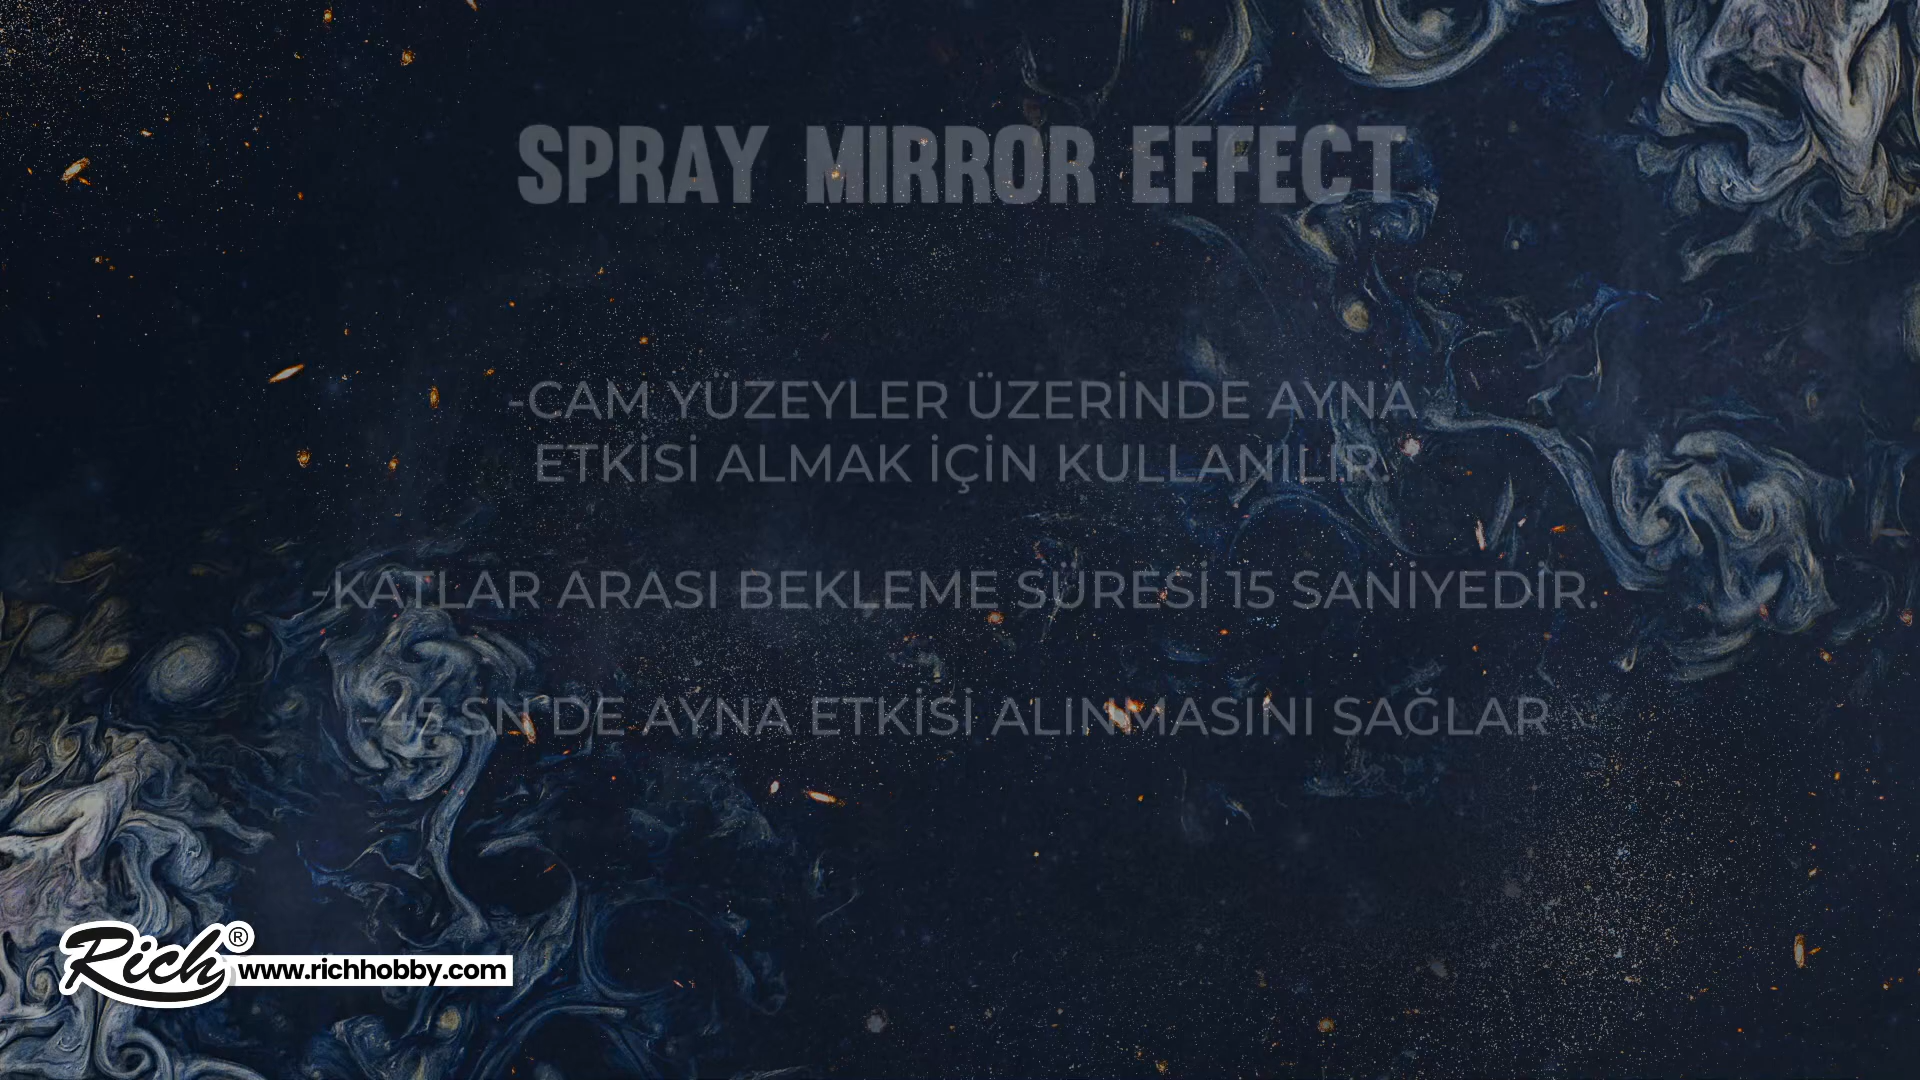 SPRAY MIRROR EFFECT
-CAM YÜZEYLER ÜZERİNDE AYNA
ETKİSİ ALMAK İÇİN KULLANILIR.
-KATLAR ARASI BEKLEME SÜRESİ 15 SANİYEDİR.
-45 SN'DE AYNA ETKİSİ ALINMASINI SAĞLAR
Rich®
www.richhobby.com